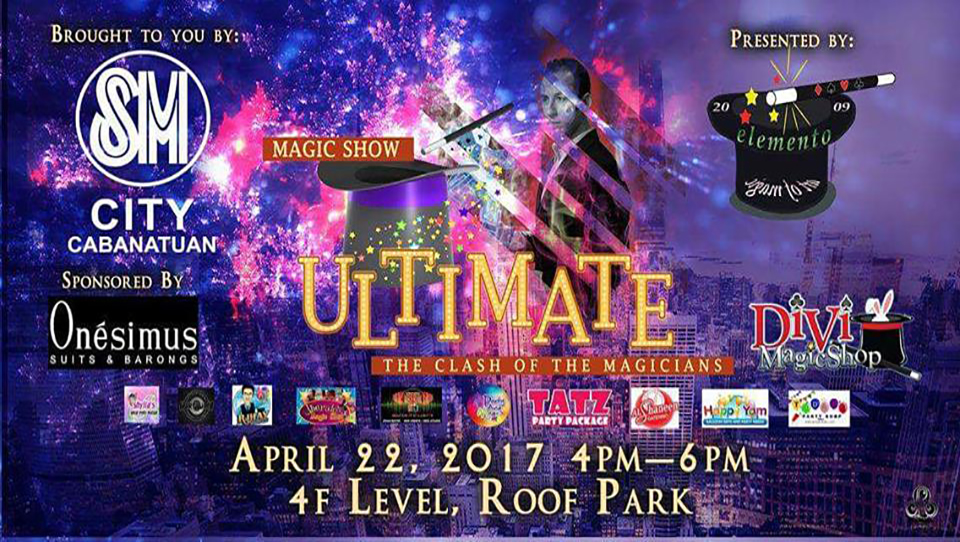 BROUGHT TO YOU BY:
SM
CITY
CABANATUAN
SPONSORED BY
Onésimus
SUITS & BARONGS
MAGIC SHOW
ULTIMATE
THE CLASH OF THE MAGICIANS
PRESENTED BY:
20 09
elemento
DiVi
MagicShop
TATZ
PARTY PACKAGE
Happy Yam
APRIL 22, 2017 4PM—6PM
4F LEVEL, ROOF PARK